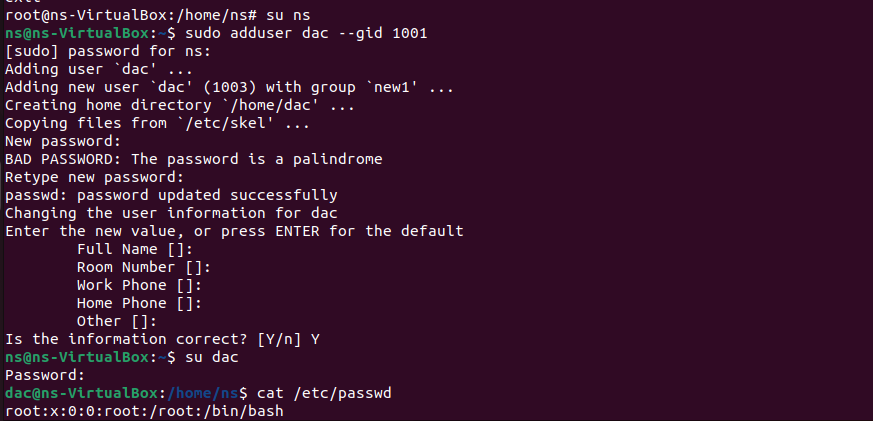 root@ns-VirtualBox:/home/ns# su ns
ns@ns-VirtualBox:~$ sudo adduser dac --gid 1001
[sudo] password for ns:
Adding user `dac' ...
Adding new user `dac' (1003) with group `new1' ...
Creating home directory `/home/dac' ...
Copying files from `/etc/skel' ...
New password:
BAD PASSWORD: The password is a palindrome
Retype new password:
passwd: password updated successfully
Changing the user information for dac
Enter the new value, or press ENTER for the default
        Full Name []:
        Room Number []:
        Work Phone []:
        Home Phone []:
        Other []:
Is the information correct? [Y/n] Y
ns@ns-VirtualBox:~$ su dac
Password:
dac@ns-VirtualBox:/home/ns$ cat /etc/passwd
root:x:0:0:root:/root:/bin/bash